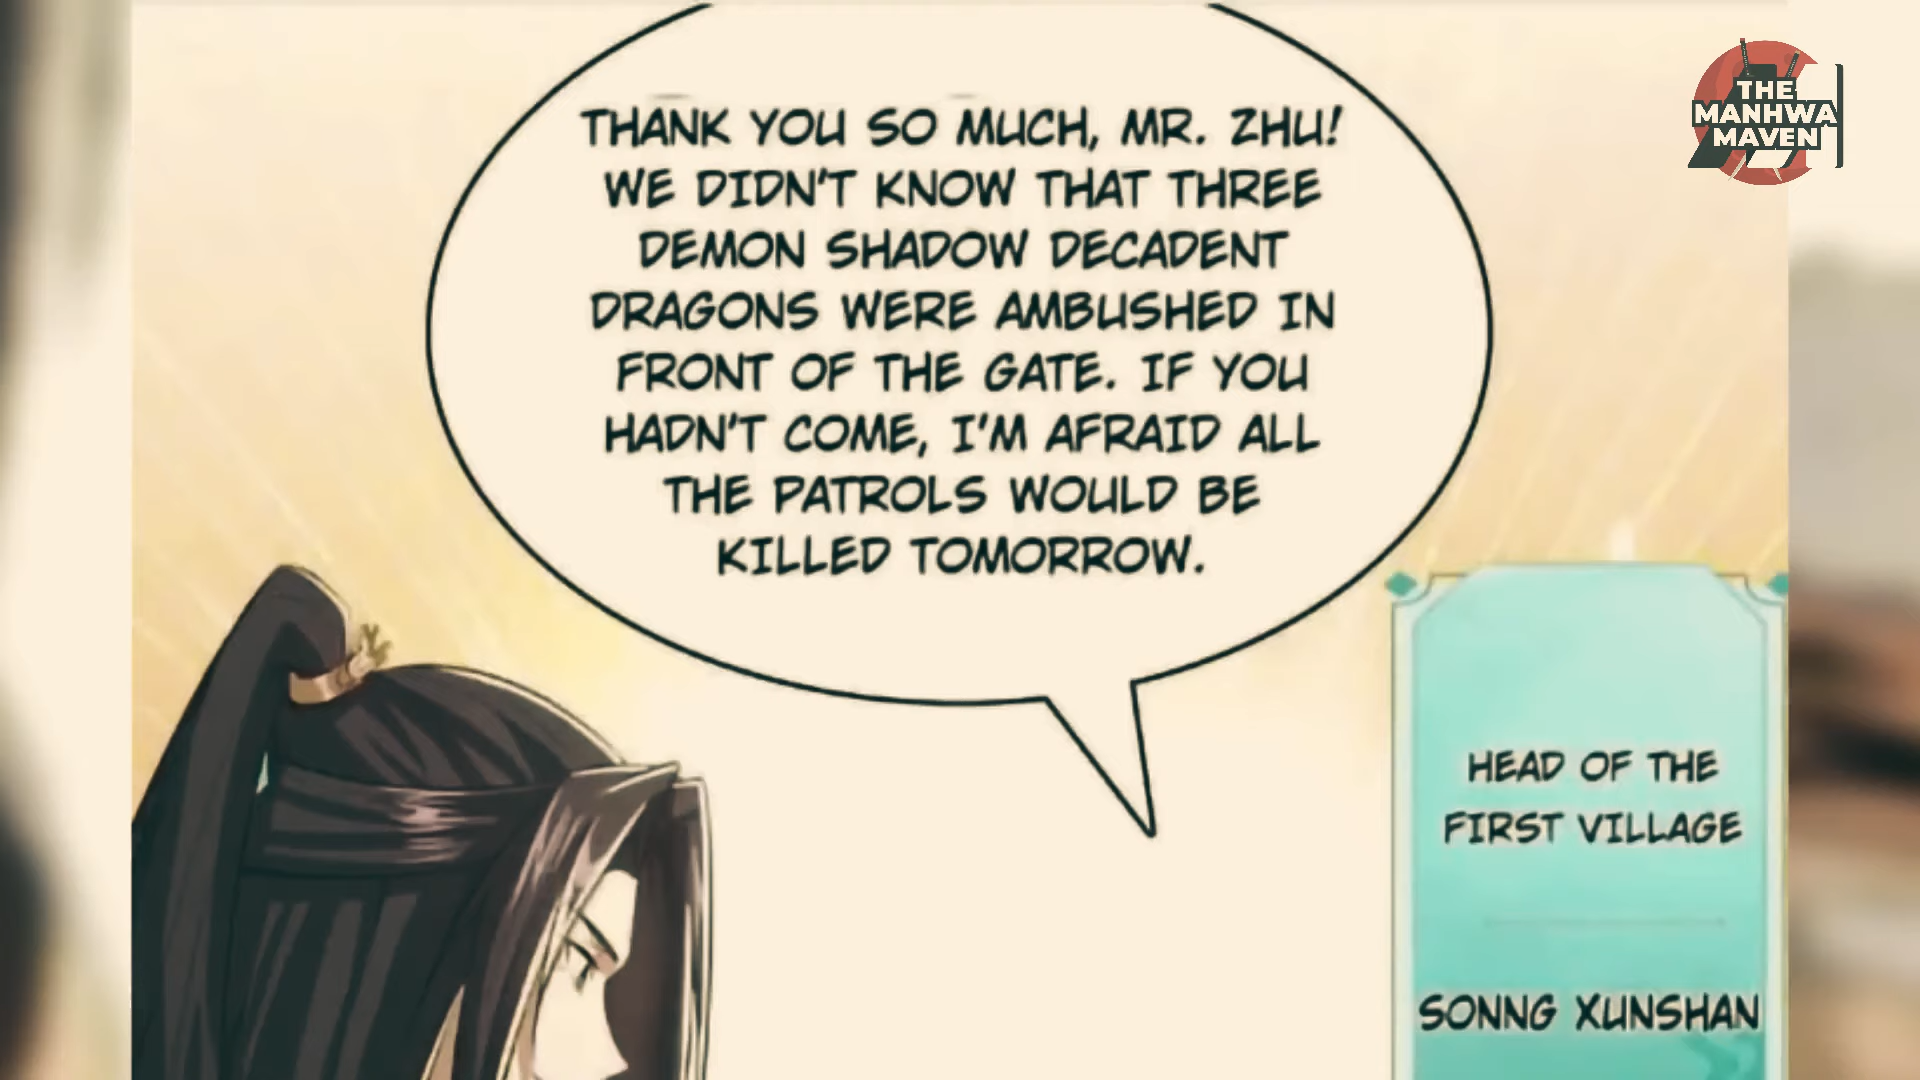 THANK YOU SO MUCH, MR. ZHU!
WE DIDN'T KNOW THAT THREE
DEMON SHADOW DECADENT
DRAGONS WERE AMBUSHED IN
FRONT OF THE GATE. IF YOU
HADN'T COME, I'M AFRAID ALL
THE PATROLS WOULD BE
KILLED TOMORROW.
THE
MANHWA
MAVEN
HEAD OF THE
FIRST VILLAGE
SONNG XUNSHAN